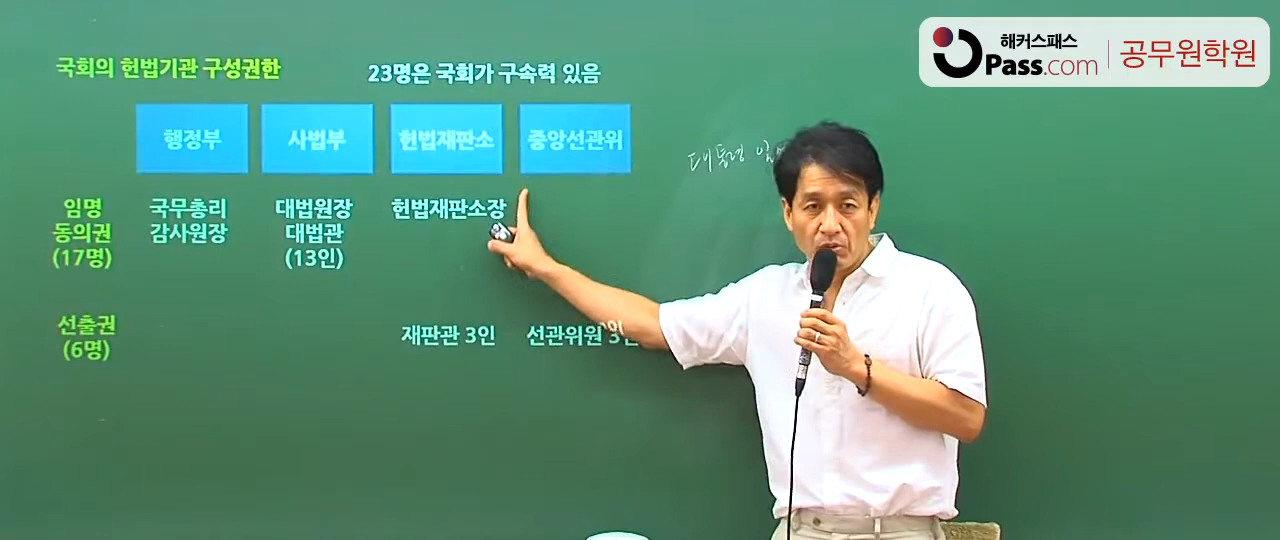 해커스패스
Pass.com
공무원학원
국회의 헌법기관 구성권한
23명은 국회가 구속력 있음
행정부
사법부
헌법재판소
중앙선관위
임명
동의권
(17명)
국무총리
감사원장
대법원장
대법관
(13인)
헌법재판소장
대통령
선출권
(6명)
재판관 3인
선관위원 3인